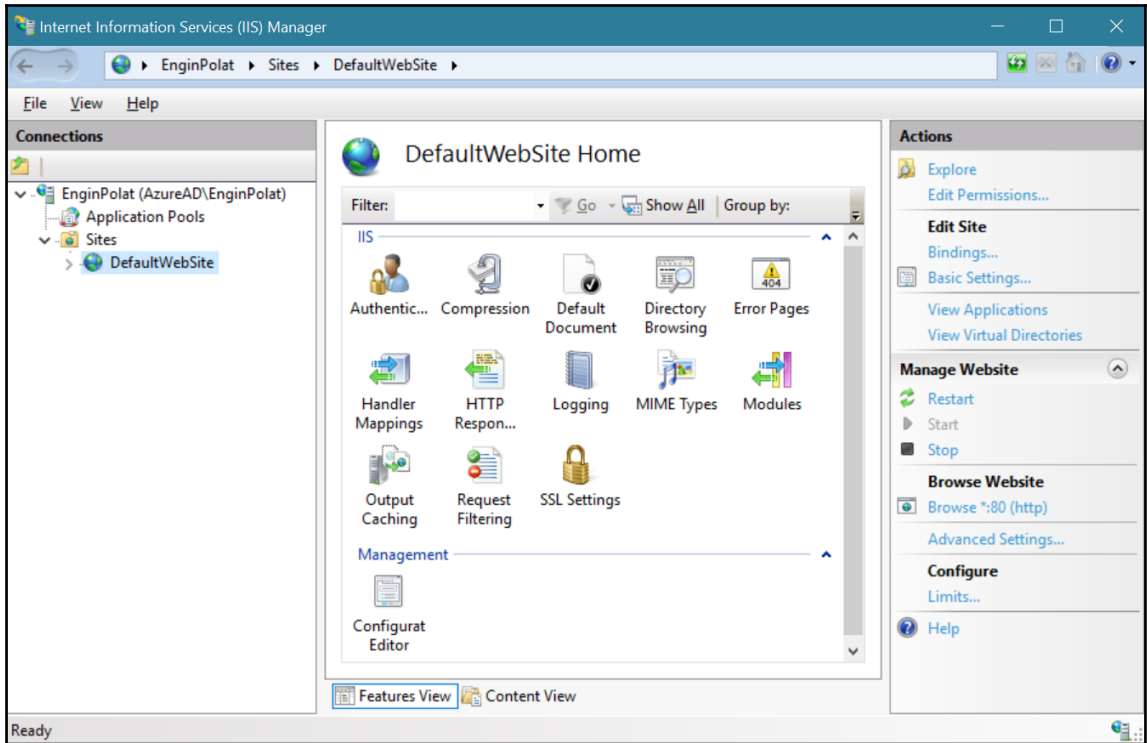 Internet Information Services (IIS) Manager
EnginPolat Sites DefaultWebSite
File View Help
Connections
EnginPolat (AzureAD\EnginPolat)
Application Pools
Sites
DefaultWebSite
DefaultWebSite Home
Filter: Go Show All Group by:
IIS
Authentic... Compression Default Document Directory Browsing Error Pages
404
Handler Mappings HTTP Respon... Logging MIME Types Modules
Output Caching Request Filtering SSL Settings
Management
Configurat
Editor
Features View Content View
Actions
Explore
Edit Permissions...
Edit Site
Bindings...
Basic Settings...
View Applications
View Virtual Directories
Manage Website
Restart
Start
Stop
Browse Website
Browse *:80 (http)
Advanced Settings...
Configure
Limits...
Help
Ready